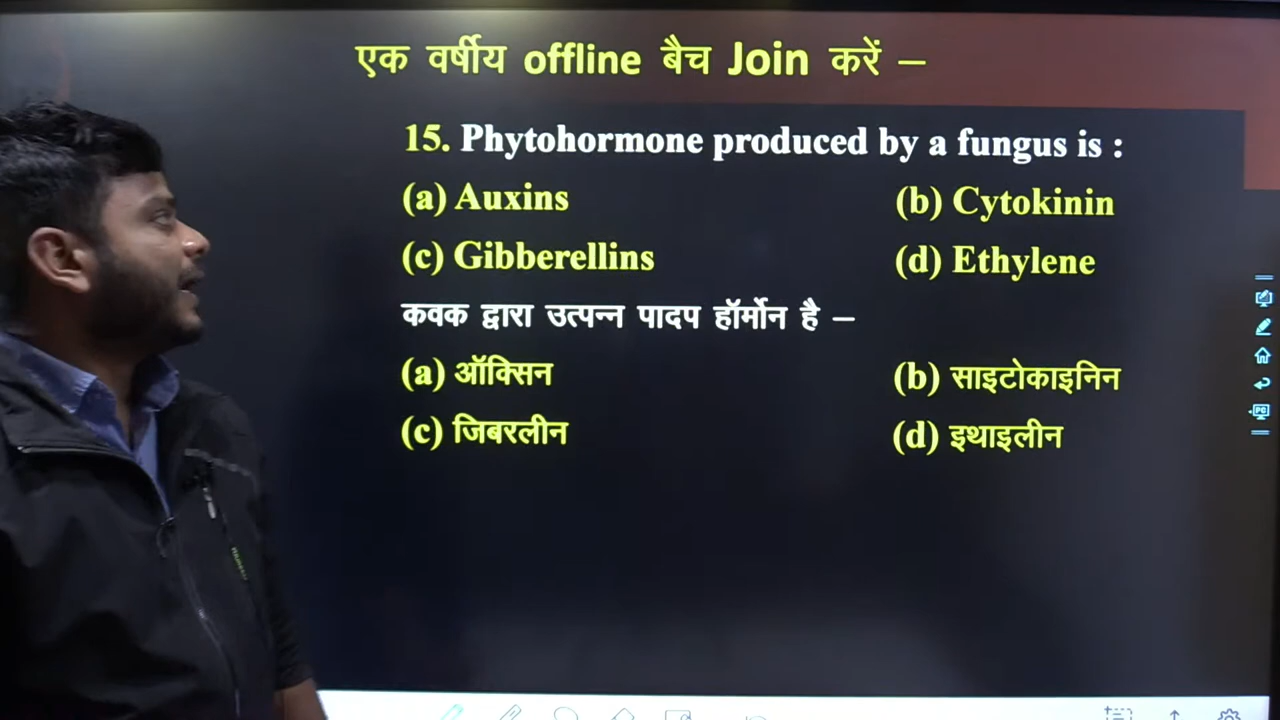 एक वर्षीय offline बैच Join करें –
15. Phytohormone produced by a fungus is :
(a) Auxins (b) Cytokinin
(c) Gibberellins (d) Ethylene
कवक द्वारा उत्पन्न पादप हॉर्मोन है –
(a) ऑक्सिन (b) साइटोकाइनिन
(c) जिबरलीन (d) इथाइलीन